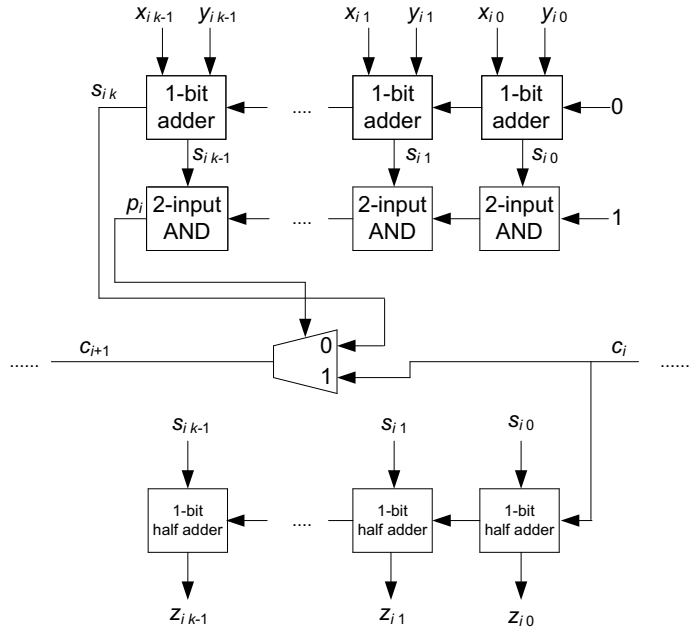 x_{i k-1} y_{i k-1} x_{i 1} y_{i 1} x_{i 0} y_{i 0}
s_{i k} 1-bit adder .... 1-bit adder 1-bit adder 0
s_{i k-1} s_{i 1} s_{i 0}
p_i 2-input AND .... 2-input AND 2-input AND 1
0
c_{i+1} c_i
...... 1 ......
s_{i k-1} s_{i 1} s_{i 0}
1-bit half adder .... 1-bit half adder 1-bit half adder
z_{i k-1} z_{i 1} z_{i 0}